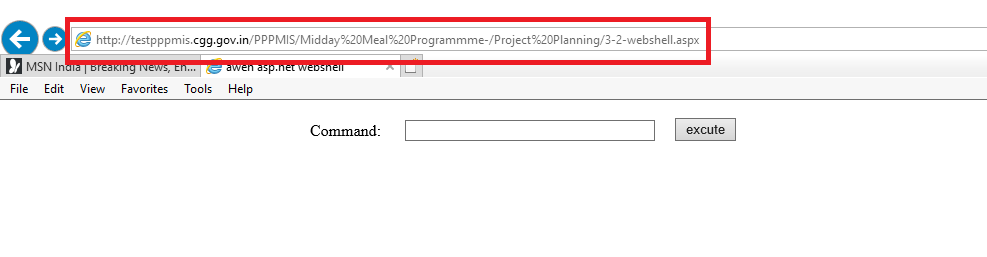 http://testpppmis.cgg.gov.in/PPPMIS/Midday%20Meal%20Programmme-/Project%20Planning/3-2-webshell.aspx
MSN India | Breaking News, En... awen asp.net webshell
File Edit View Favorites Tools Help
Command: excute